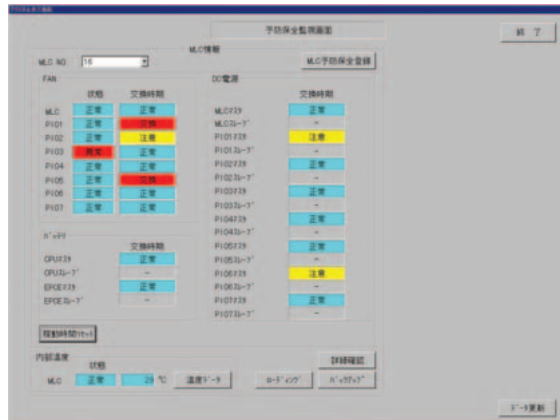 予防保全監視画面
終 了
MLC情報
MLC NO 16
MLC予防保全登録
FAN
状態 交換時期
MLC 正常 正常
PIO1 正常 交換
PIO2 正常 注意
PIO3 異常 正常
PIO4 正常 正常
PIO5 正常 交換
PIO6 正常 正常
PIO7 正常 正常
DC電源
交換時期
MLCマスタ 正常
MLCスレーブ −
PIO1マスタ 注意
PIO1スレーブ −
PIO2マスタ 正常
PIO2スレーブ −
PIO3マスタ 正常
PIO3スレーブ −
PIO4マスタ 正常
PIO4スレーブ −
PIO5マスタ 正常
PIO5スレーブ −
PIO6マスタ 注意
PIO6スレーブ −
PIO7マスタ 正常
PIO7スレーブ −
バッテリ
交換時期
CPUマスタ 正常
CPUスレーブ −
EPCEマスタ 正常
EPCEスレーブ −
稼動時間リセット
内部温度
状態
MLC 正常 29 ℃
温度データ
ローディング
詳細確認
バックアップ
データ更新